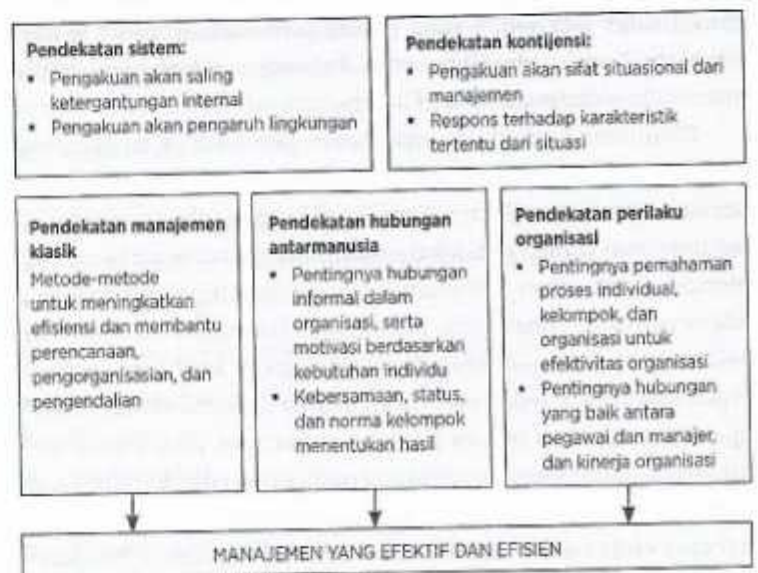 Pendekatan sistem:
• Pengakuan akan saling
ketergantungan internal
• Pengakuan akan pengaruh lingkungan
Pendekatan kontijensi:
• Pengakuan akan sifat situasional dari
manajemen
• Respons terhadap karakteristik
tertentu dari situasi
Pendekatan manajemen
klasik
Metode-metode
untuk meningkatkan
efisiensi dan membantu
perencanaan,
pengorganisasian, dan
pengendalian
Pendekatan hubungan
antarmanusia
• Pentingnya hubungan
informal dalam
organisasi, serta
motivasi berdasarkan
kebutuhan individu
• Kebersamaan, status,
dan norma kelompok
menentukan hasil
Pendekatan perilaku
organisasi
• Pentingnya pemahaman
proses individual,
kelompok, dan
organisasi untuk
efektivitas organisasi
• Pentingnya hubungan
yang baik antara
pegawai dan manajer,
dan kinerja organisasi
MANAJEMEN YANG EFEKTIF DAN EFISIEN